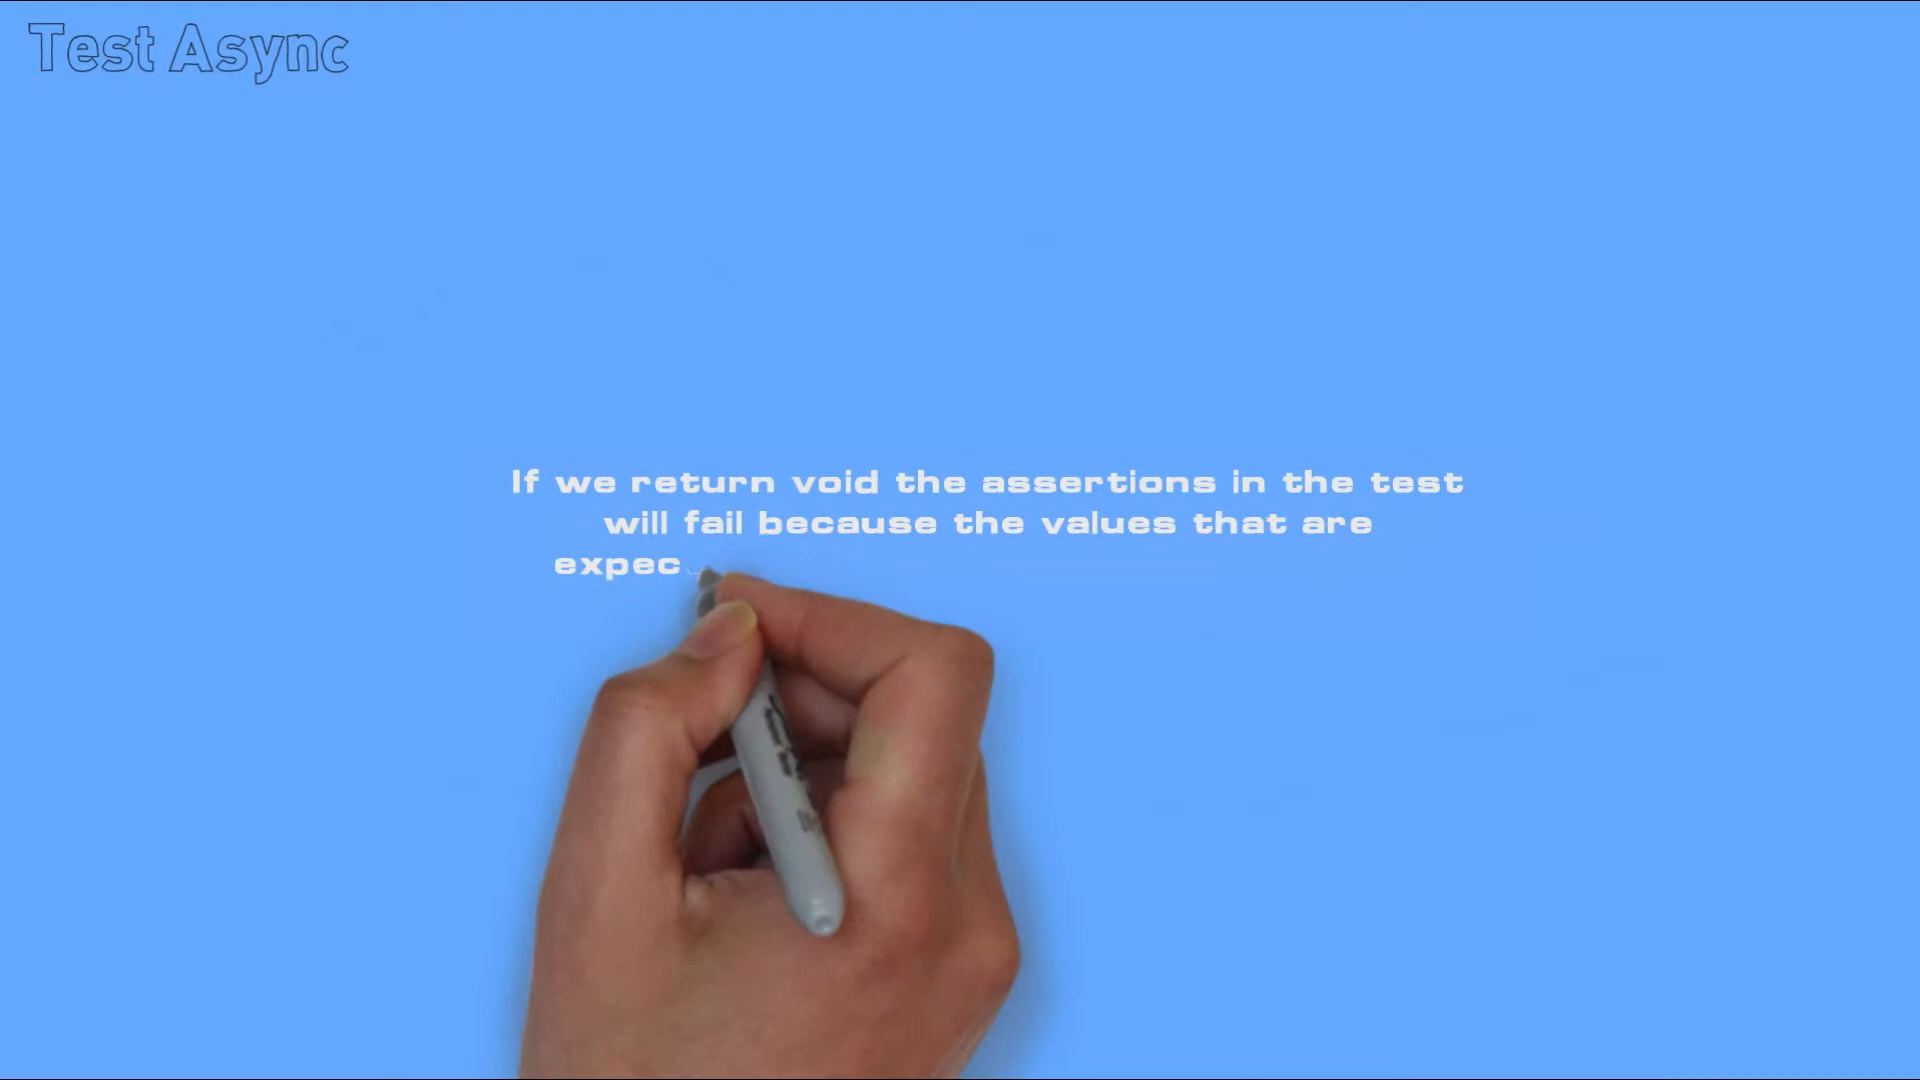 Test Async
If we return void the assertions in the test
will fail because the values that are
expec